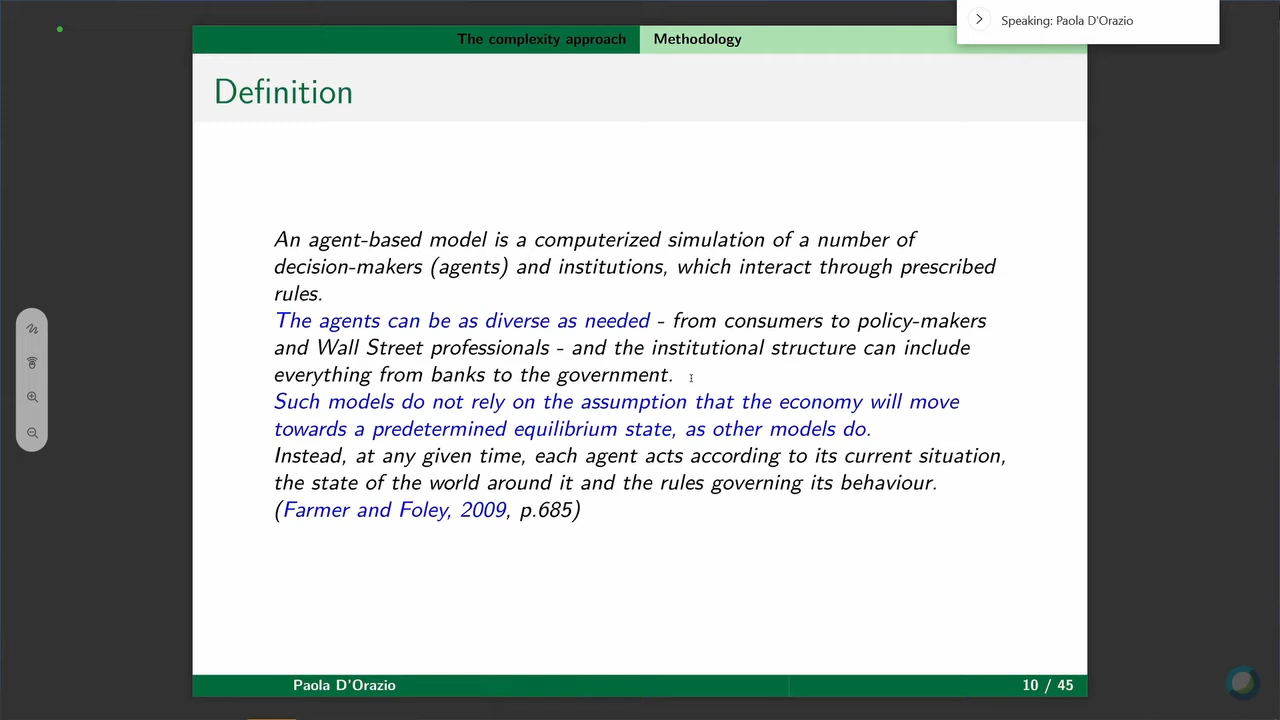 Speaking: Paola D'Orazio
The complexity approach
Methodology
Definition
An agent-based model is a computerized simulation of a number of
decision-makers (agents) and institutions, which interact through prescribed
rules.
The agents can be as diverse as needed - from consumers to policy-makers
and Wall Street professionals - and the institutional structure can include
everything from banks to the government.
Such models do not rely on the assumption that the economy will move
towards a predetermined equilibrium state, as other models do.
Instead, at any given time, each agent acts according to its current situation,
the state of the world around it and the rules governing its behaviour.
(Farmer and Foley, 2009, p.685)
Paola D'Orazio
10 / 45